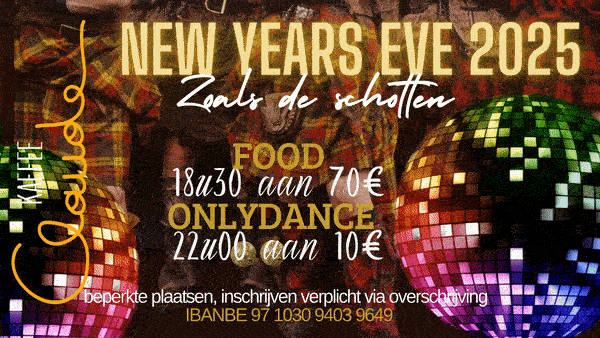 NEW YEARS EVE 2025
Zoals de schotten
KAFFEE
Claude
FOOD
18u30 aan 70€
ONLYDANCE
22u00 aan 10€
beperkte plaatsen, inschrijven verplicht via overschrijving
IBANBE 97 1030 9403 9649